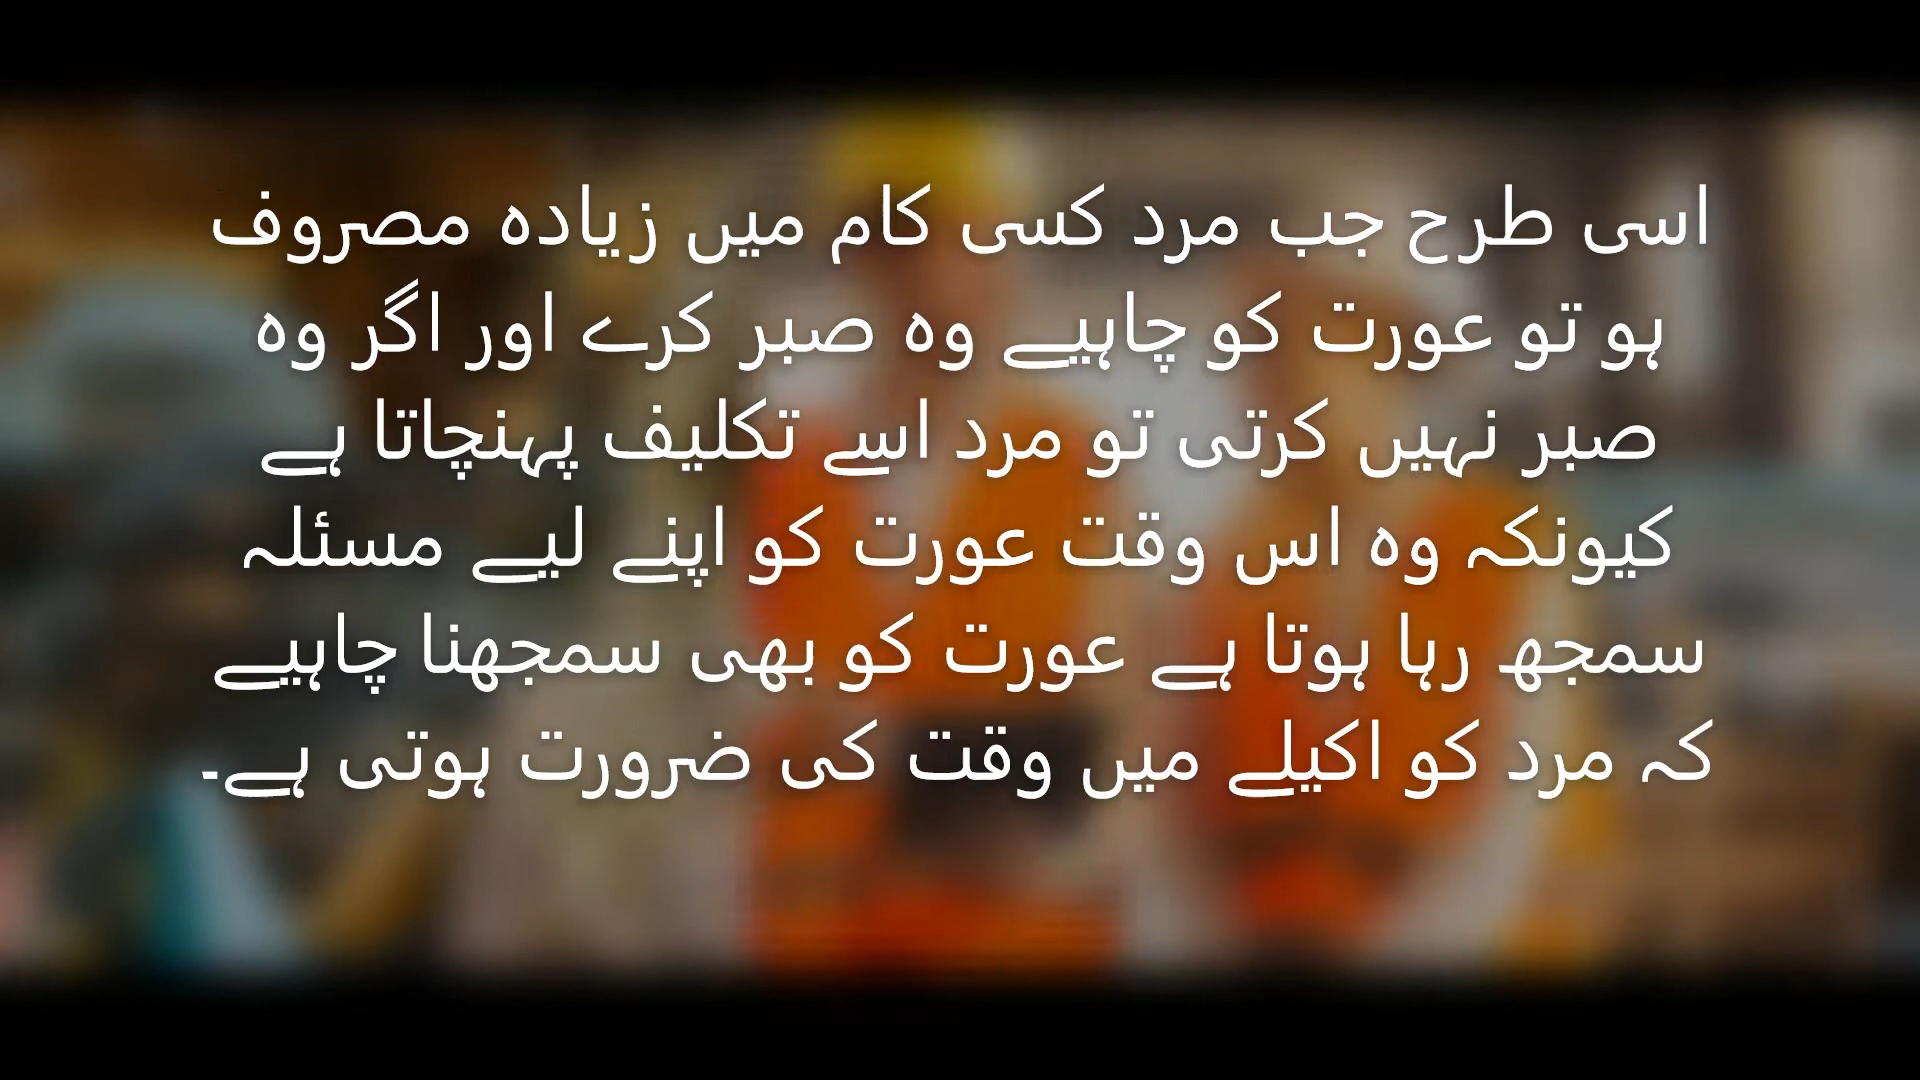 اسی طرح جب مرد کسی کام میں زیادہ مصروف
ہو تو عورت کو چاہیے وہ صبر کرے اور اگر وہ
صبر نہیں کرتی تو مرد اسے تکلیف پہنچاتا ہے
کیونکہ وہ اس وقت عورت کو اپنے لیے مسئلہ
سمجھ رہا ہوتا ہے عورت کو بھی سمجھنا چاہیے
کہ مرد کو اکیلے میں وقت کی ضرورت ہوتی ہے۔